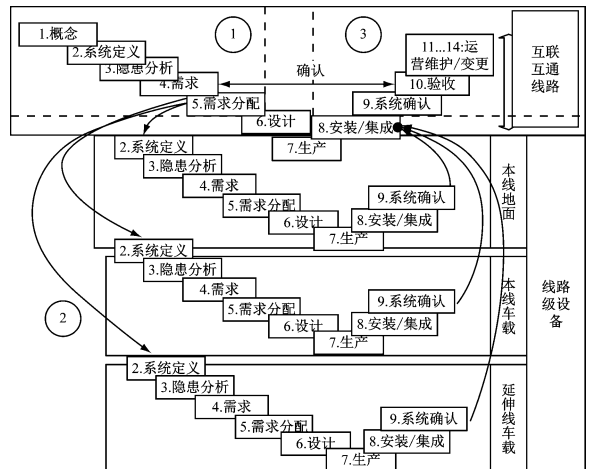 1.概念
①
③
2.系统定义
3.隐患分析
4.需求
确认
11...14:运
营维护/变更
10.验收
互联
互通
线路
5.需求分配
9.系统确认
6.设计
8.安装/集成
7.生产
2.系统定义
3.隐患分析
4.需求
5.需求分配
6.设计
7.生产
8.安装/集成
9.系统确认
本
线
地
面
2.系统定义
3.隐患分析
4.需求
5.需求分配
6.设计
7.生产
8.安装/集成
9.系统确认
本
线
车
载
线路
级设
备
②
2.系统定义
3.隐患分析
4.需求
5.需求分配
6.设计
7.生产
8.安装/集成
9.系统确认
延
伸
线
车
载